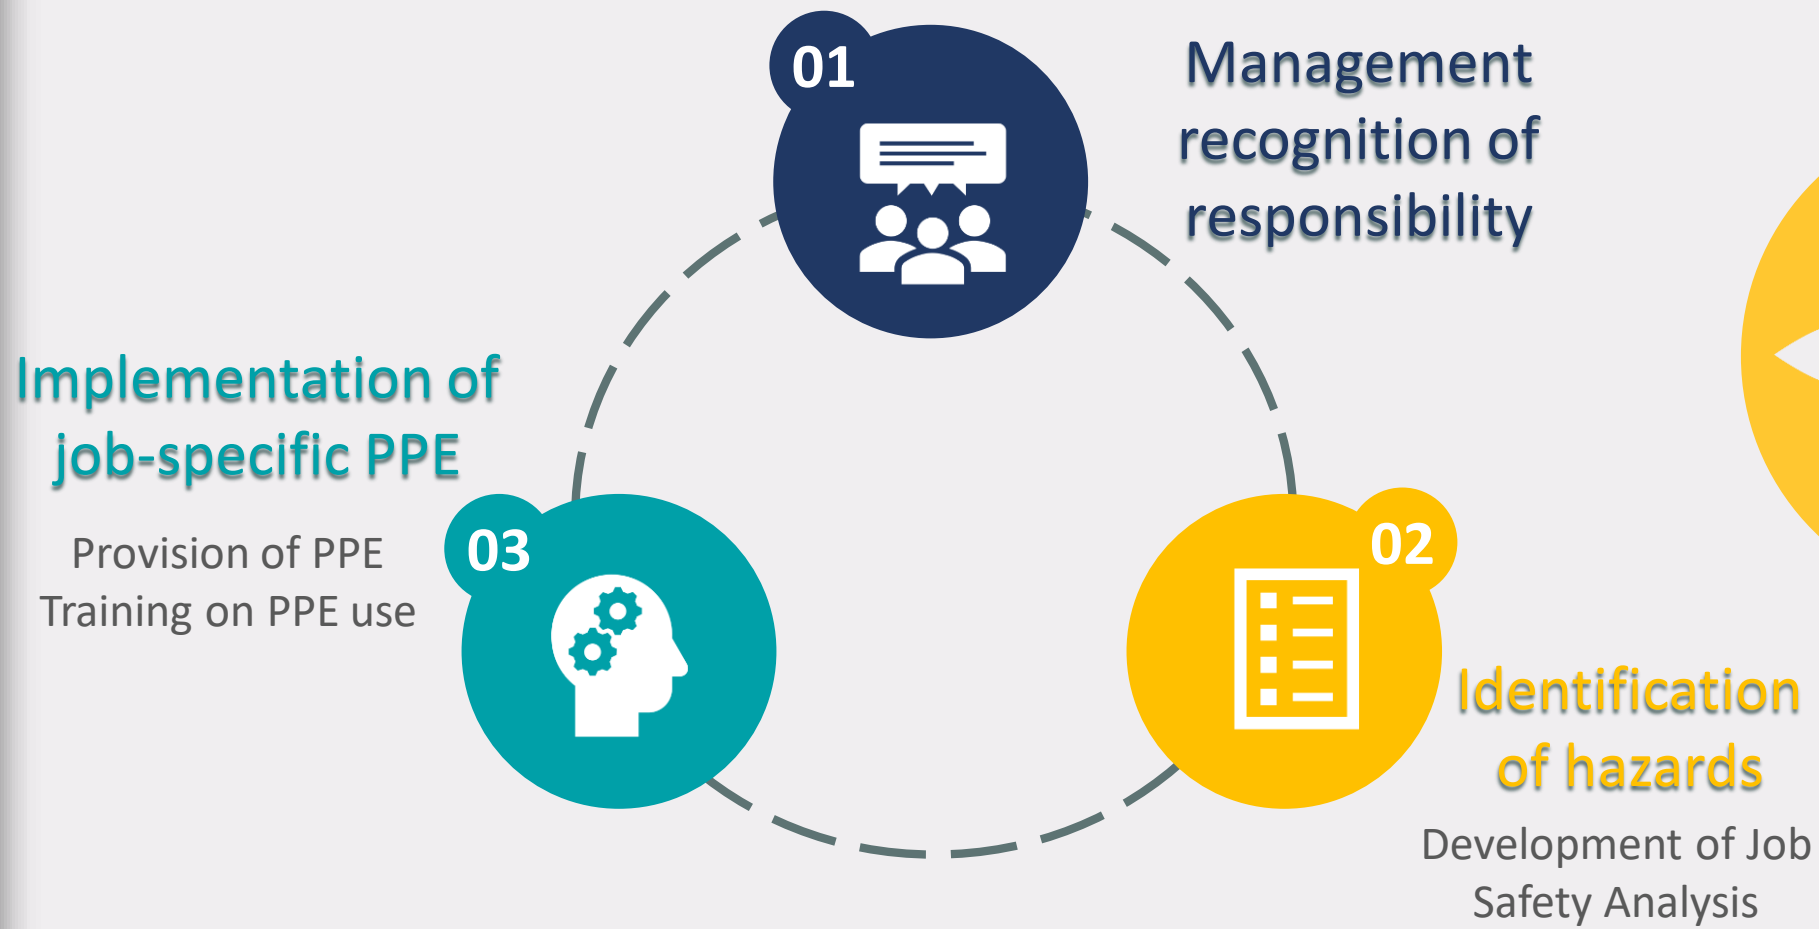 01
Management
recognition of
responsibility
02
Identification
of hazards
Development of Job
Safety Analysis
03
Implementation of
job-specific PPE
Provision of PPE
Training on PPE use